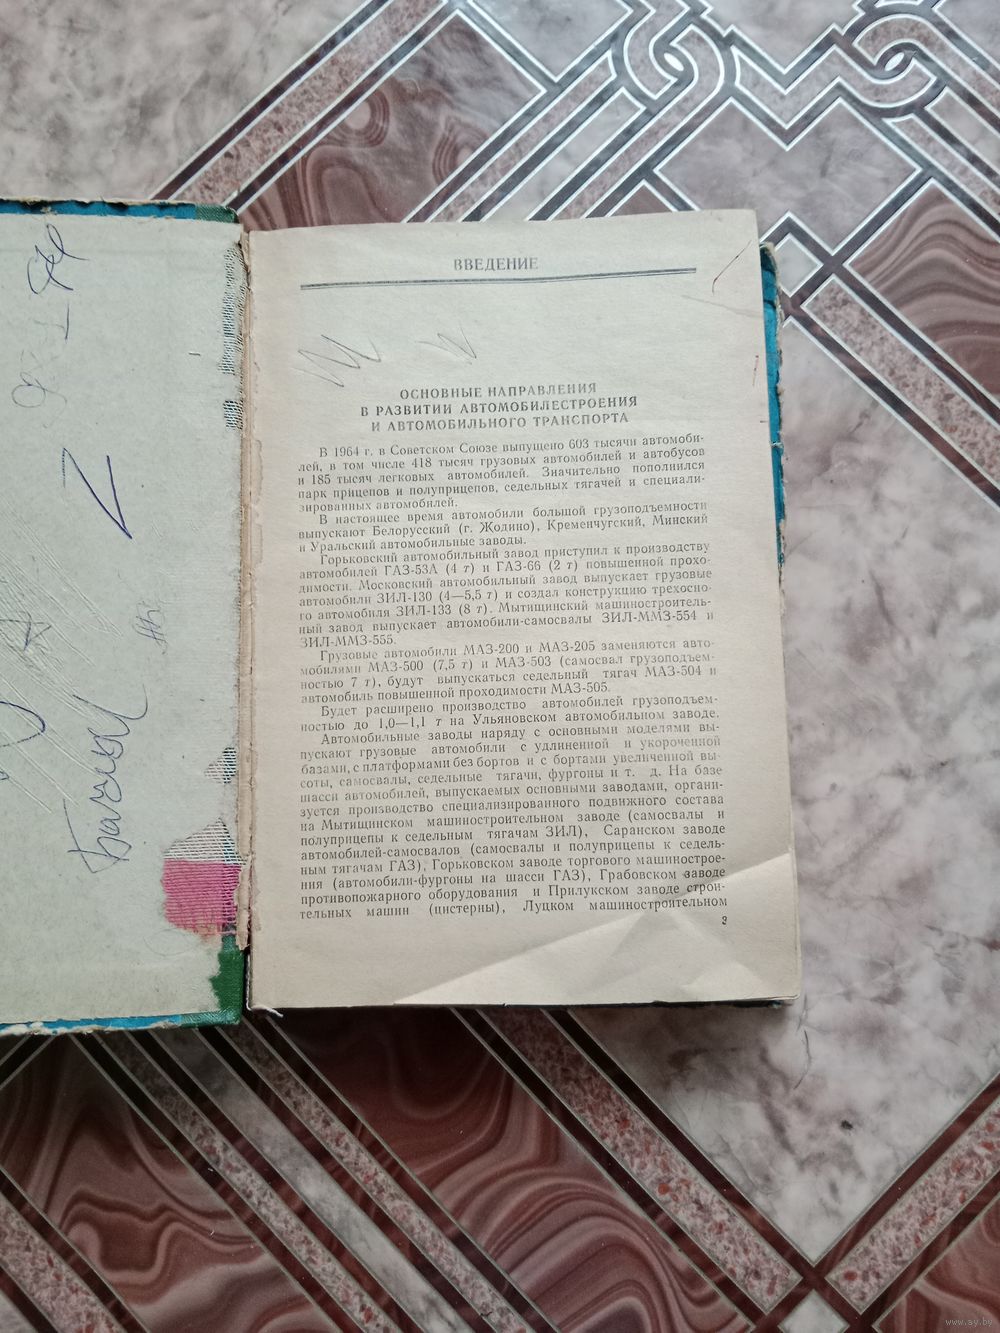 ВВЕДЕНИЕ
ОСНОВНЫЕ НАПРАВЛЕНИЯ
В РАЗВИТИИ АВТОМОБИЛЕСТРОЕНИЯ
И АВТОМОБИЛЬНОГО ТРАНСПОРТА
В 1964 г. в Советском Союзе выпущено 603 тысячи автомоби-
лей, в том числе 418 тысяч грузовых автомобилей и автобусов
и 185 тысяч легковых автомобилей. Значительно пополнился
парк прицепов и полуприцепов, седельных тягачей и специали-
зированных автомобилей.
В настоящее время автомобили большой грузоподъемности
выпускают Белорусский (г. Жодино), Кременчугский, Минский
и Уральский автомобильные заводы.
Горьковский автомобильный завод приступил к производству
автомобилей ГАЗ-53А (4 т) и ГАЗ-66 (2 т) повышенной прохо-
димости. Московский автомобильный завод выпускает грузовые
автомобили ЗИЛ-130 (4—5,5 т) и создал конструкцию трехосно-
го автомобиля ЗИЛ-133 (8 т). Мытищинский машиностроитель-
ный завод выпускает автомобили-самосвалы ЗИЛ-ММЗ-554 и
ЗИЛ-ММЗ-555.
Грузовые автомобили МАЗ-200 и МАЗ-205 заменяются авто-
мобилями МАЗ-500 (7,5 т) и МАЗ-503 (самосвал грузоподъем-
ностью 7 т), будут выпускаться седельный тягач МАЗ-504 и
автомобиль повышенной проходимости МАЗ-505.
Будет расширено производство автомобилей грузоподъем-
ностью до 1,0—1,1 т на Ульяновском автомобильном заводе.
Автомобильные заводы наряду с основными моделями вы-
пускают грузовые автомобили с удлиненной и укороченной
базами, с платформами без бортов и с бортами увеличенной вы-
соты, самосвалы, седельные тягачи, фургоны и т. д. На базе
шасси автомобилей, выпускаемых основными заводами, органи-
зуется производство специализированного подвижного состава
на Мытищинском машиностроительном заводе (самосвалы и
полуприцепы к седельным тягачам ЗИЛ), Саранском заводе
автомобилей-самосвалов (самосвалы и полуприцепы к седель-
ным тягачам ГАЗ), Горьковском заводе торгового машинострое-
ния (автомобили-фургоны на шасси ГАЗ), Грабовском заводе
противопожарного оборудования и Прилукском заводе строи-
тельных машин (цистерны), Луцком машиностроительном
3
www.ay.by